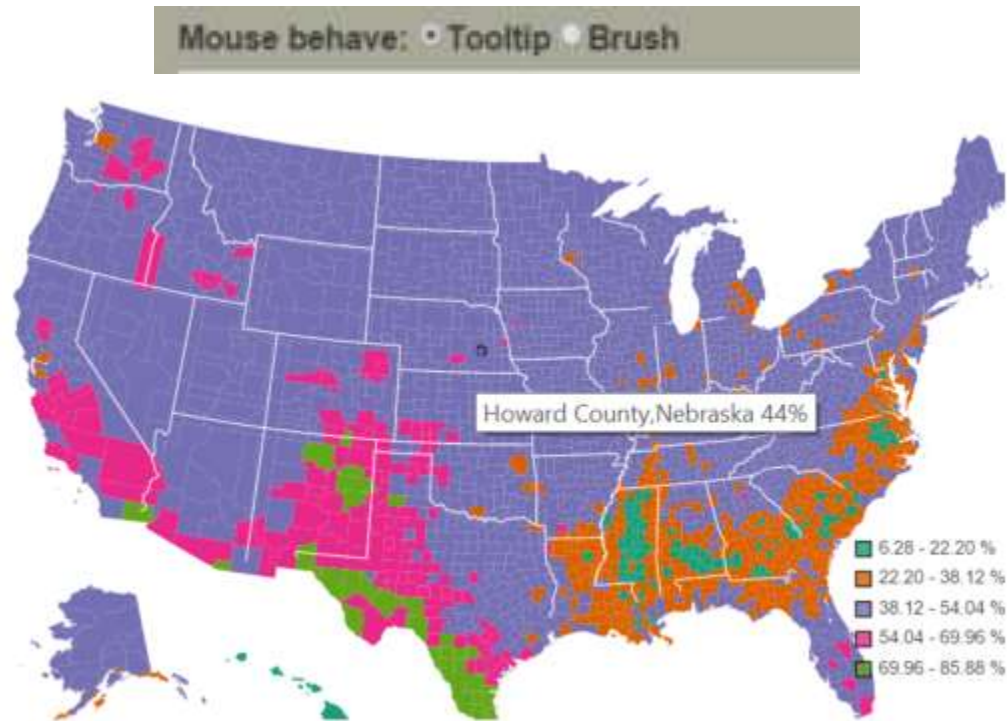 Mouse behave: Tooltip Brush
Howard County,Nebraska 44%
6.28 - 22.20 %
22.20 - 38.12 %
38.12 - 54.04 %
54.04 - 69.96 %
69.96 - 85.88 %